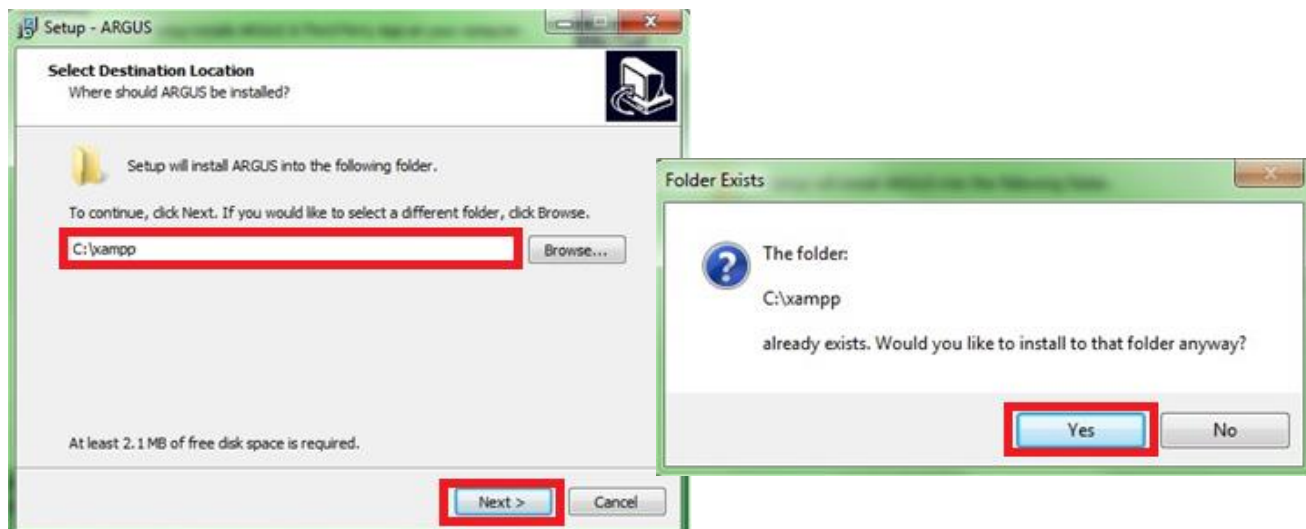 Setup - ARGUS
Select Destination Location
Where should ARGUS be installed?
Setup will install ARGUS into the following folder.
To continue, click Next. If you would like to select a different folder, click Browse.
C:\xampp
Browse...
At least 2.1 MB of free disk space is required.
Next >
Cancel
Folder Exists
The folder:
C:\xampp
already exists. Would you like to install to that folder anyway?
Yes
No